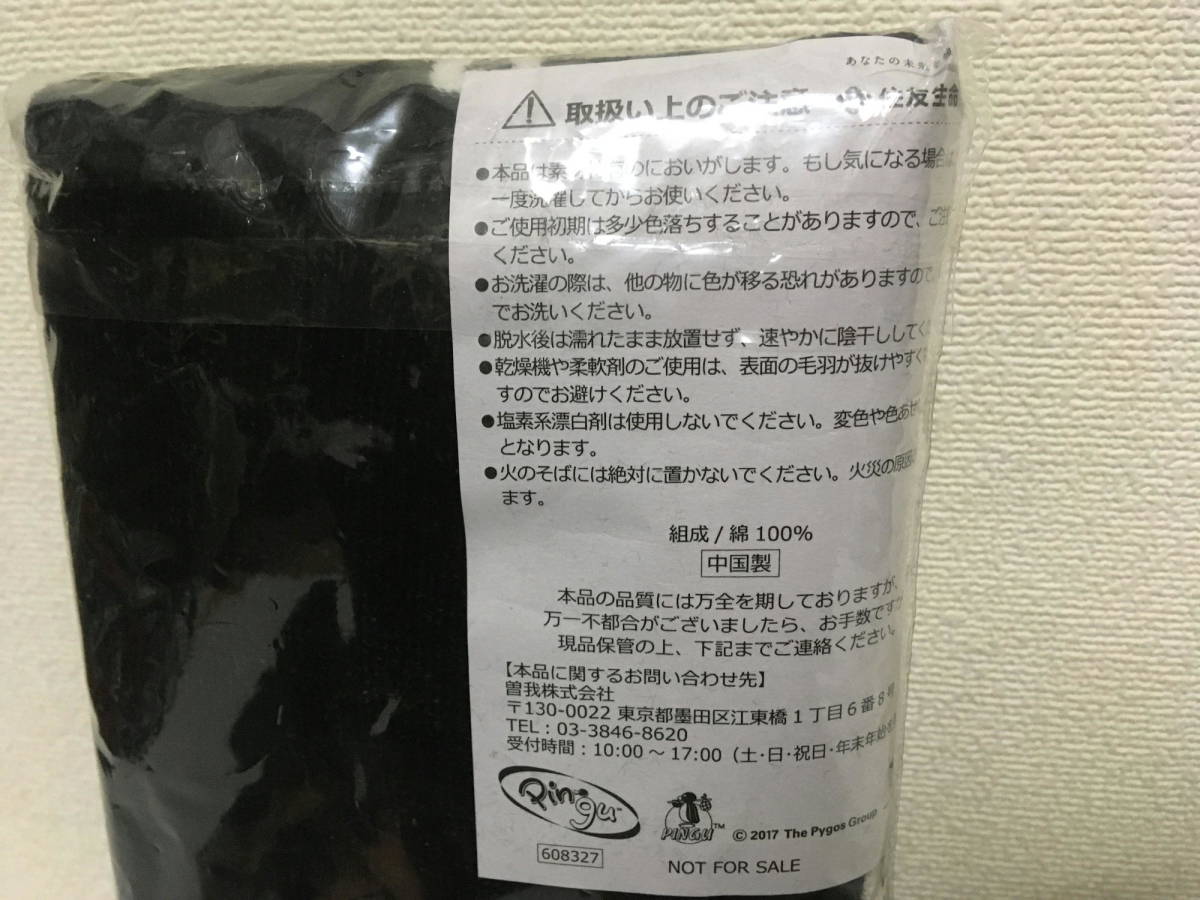 あなたの未
取扱い上のご注意 住友生命
●本品は素 のにおいがします。もし気になる場合
一度洗濯してからお使いください。
●ご使用初期は多少色落ちすることがありますので、ご
ください。
●お洗濯の際は、他の物に色が移る恐れがありますので
でお洗いください。
●脱水後は濡れたまま放置せず、速やかに陰干ししてく
●乾燥機や柔軟剤のご使用は、表面の毛羽が抜けやすく
すのでお避けください。
●塩素系漂白剤は使用しないでください。変色や色あせ
となります。
●火のそばには絶対に置かないでください。火災の原因
ます。
組成 / 綿 100%
中国製
本品の品質には万全を期しておりますが、
万一不都合がございましたら、お手数ですが
現品保管の上、下記までご連絡ください。
【本品に関するお問い合わせ先】
曽我株式会社
〒130-0022 東京都墨田区江東橋1丁目6番8号
TEL : 03-3846-8620
受付時間 : 10:00 ~ 17:00 (土・日・祝日・年末年始
Pingu
PINGU™ © 2017 The Pygos Group
608327
NOT FOR SALE